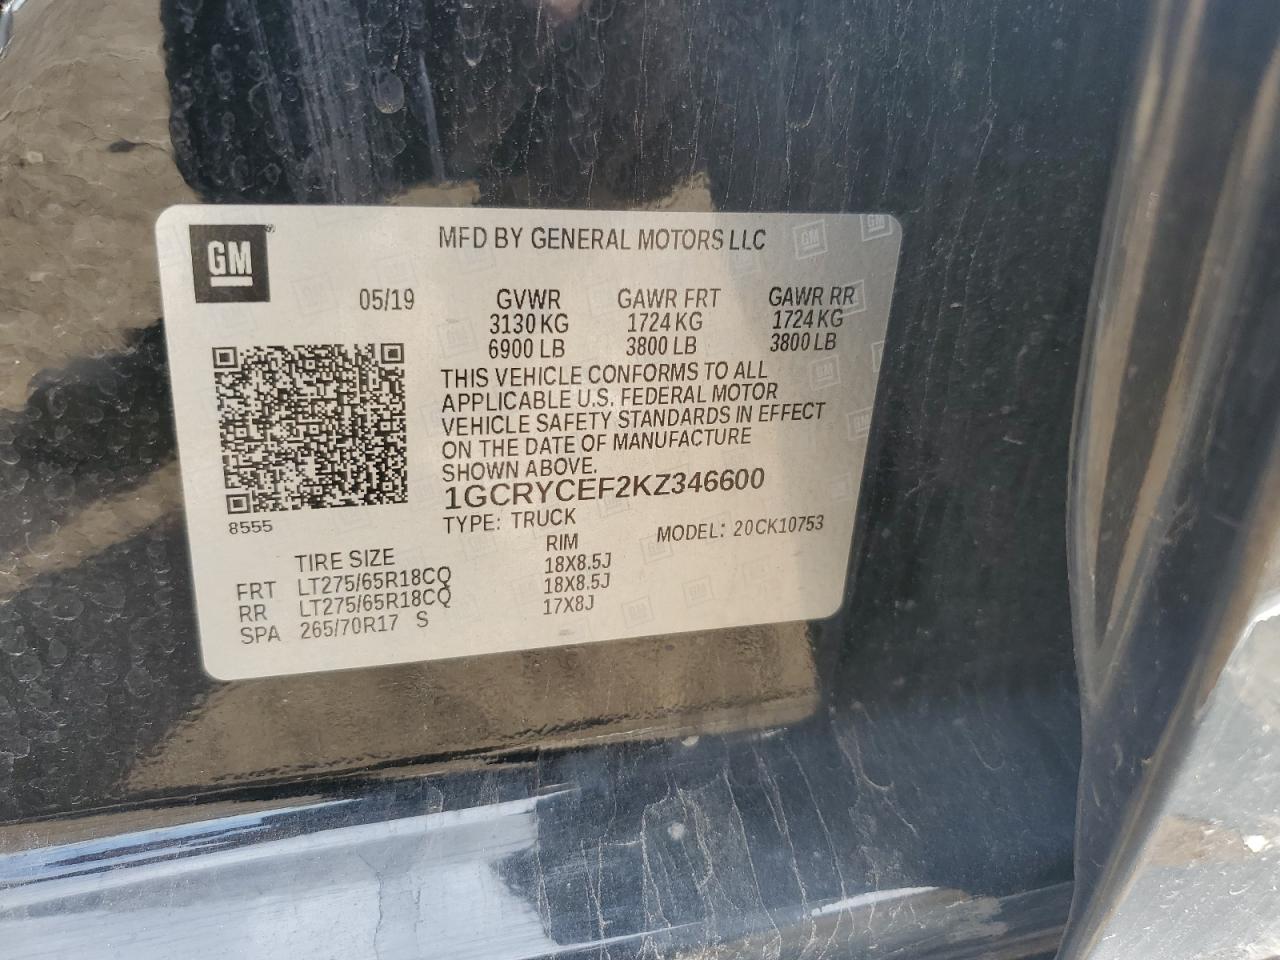 GM
MFD BY GENERAL MOTORS LLC
05/19 GVWR GAWR FRT GAWR RR
3130 KG 1724 KG 1724 KG
6900 LB 3800 LB 3800 LB
THIS VEHICLE CONFORMS TO ALL
APPLICABLE U.S. FEDERAL MOTOR
VEHICLE SAFETY STANDARDS IN EFFECT
ON THE DATE OF MANUFACTURE
SHOWN ABOVE.
1GCRYCEF2KZ346600
8555
TYPE: TRUCK MODEL: 20CK10753
TIRE SIZE RIM
FRT LT275/65R18CQ 18X8.5J
RR LT275/65R18CQ 18X8.5J
SPA 265/70R17 S 17X8J